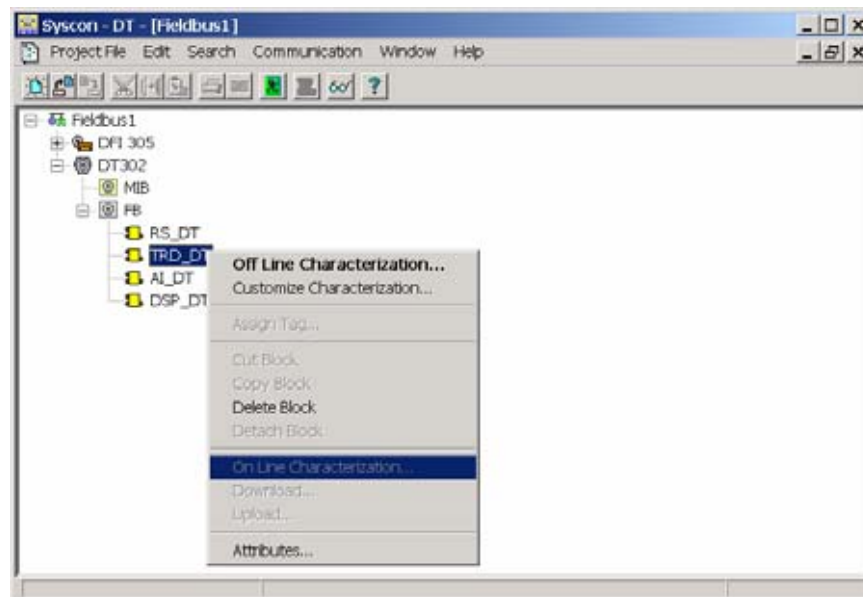 Syscon - DT - [Fieldbus1]
Project File Edit Search Communication Window Help
Fieldbus1
DFI 305
DT302
MIB
FB
RS_DT
TRD_DT
AI_DT
DSP_DT
Off Line Characterization...
Customize Characterization...
Assign Tag...
Cut Block
Copy Block
Delete Block
Detach Block
On Line Characterization...
Download...
Upload...
Attributes...